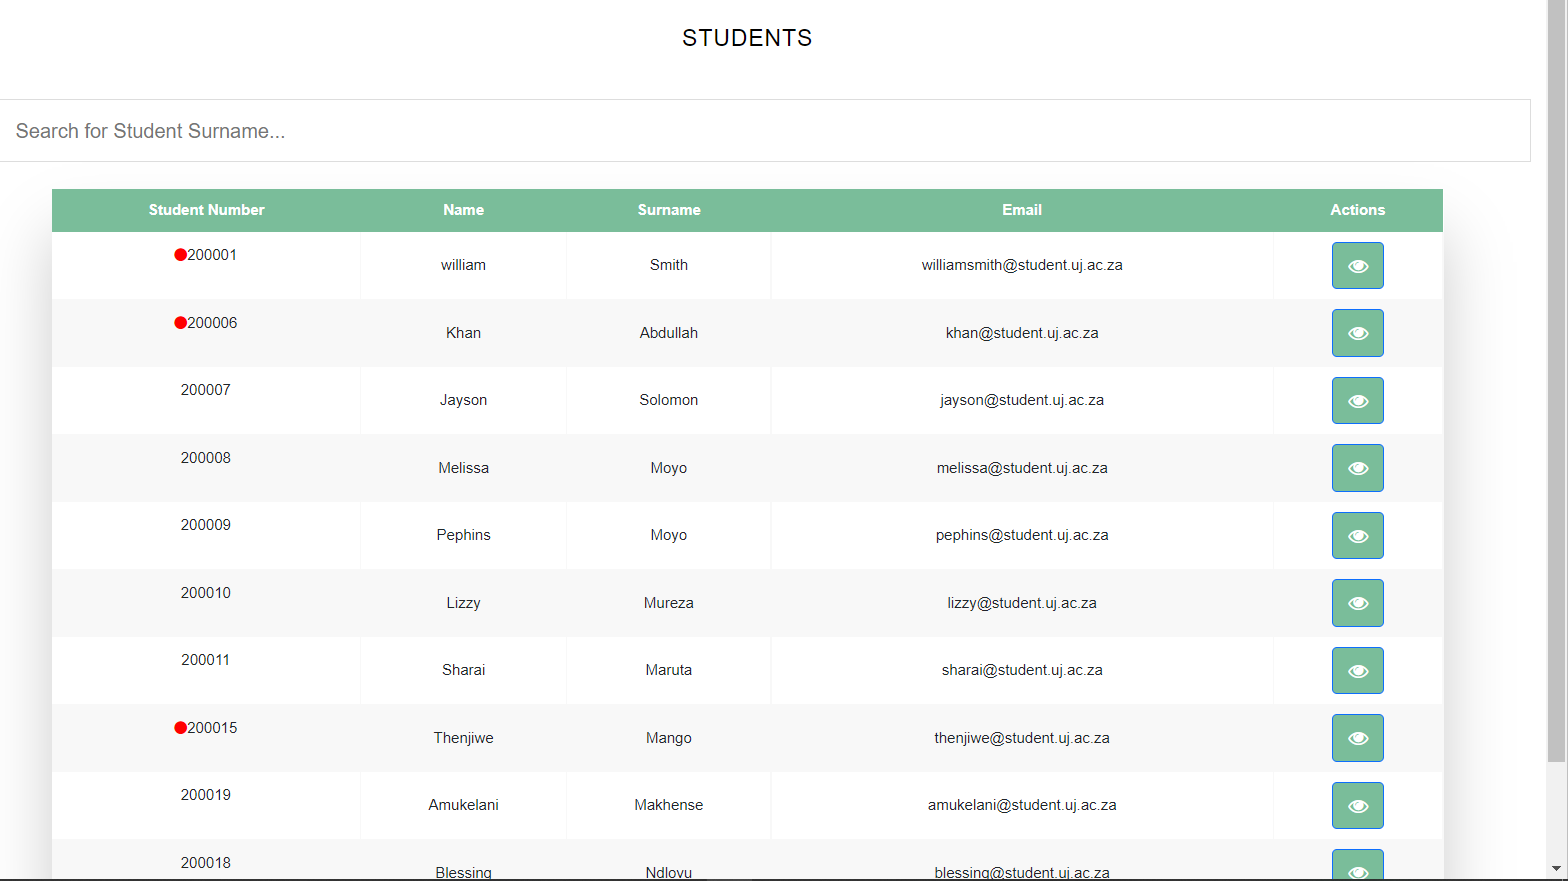 STUDENTS
Search for Student Surname...
Student Number Name Surname Email Actions
200001 william Smith williamsmith@student.uj.ac.za
200006 Khan Abdullah khan@student.uj.ac.za
200007 Jayson Solomon jayson@student.uj.ac.za
200008 Melissa Moyo melissa@student.uj.ac.za
200009 Pephins Moyo pephins@student.uj.ac.za
200010 Lizzy Mureza lizzy@student.uj.ac.za
200011 Sharai Maruta sharai@student.uj.ac.za
200015 Thenjiwe Mango thenjiwe@student.uj.ac.za
200019 Amukelani Makhense amukelani@student.uj.ac.za
200018 Blessing Ndlovu blessing@student.uj.ac.za